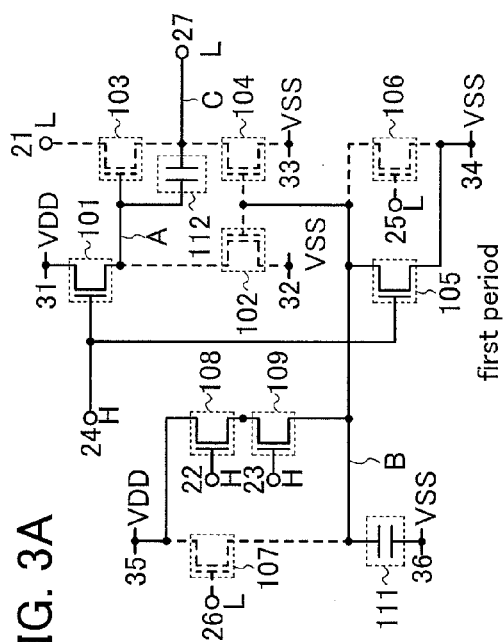 IG. 3A
31
VDD
101
21
L
103
A
C
27
L
112
104
33
VSS
24
H
102
32
VSS
35
VDD
108
22
H
109
23
H
26
L
107
B
111
36
VSS
106
25
L
105
34
VSS
first period